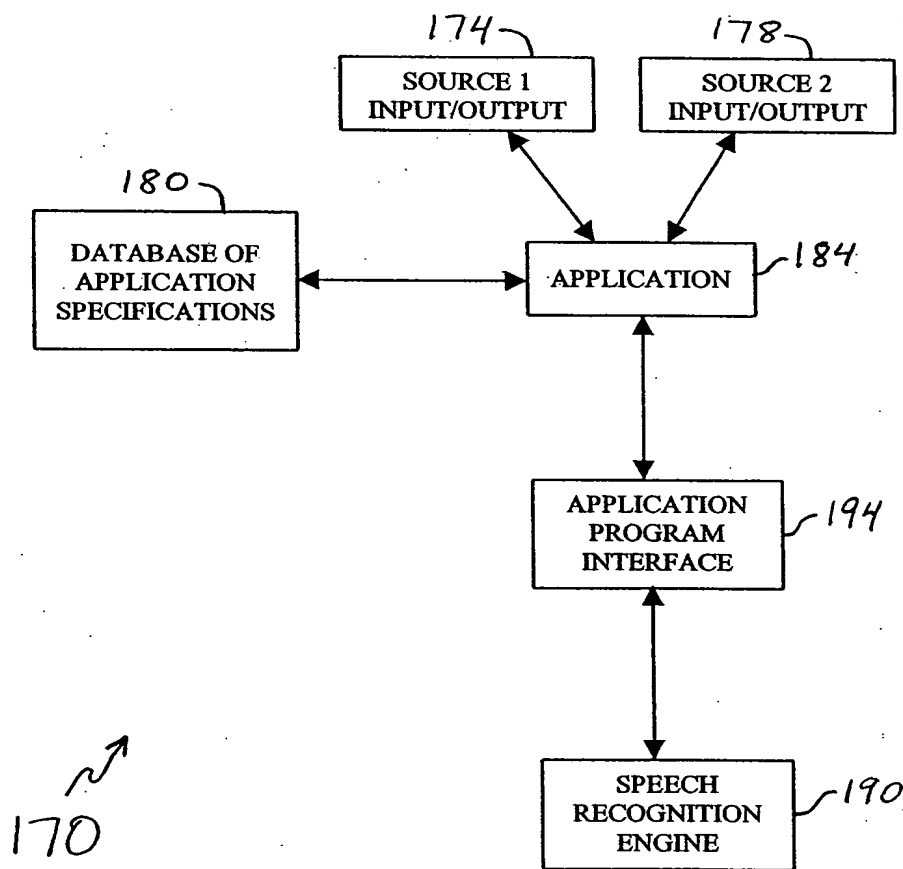 174
178
SOURCE 1
INPUT/OUTPUT
SOURCE 2
INPUT/OUTPUT
180
DATABASE OF
APPLICATION
SPECIFICATIONS
APPLICATION
184
APPLICATION
PROGRAM
INTERFACE
194
SPEECH
RECOGNITION
ENGINE
190
170